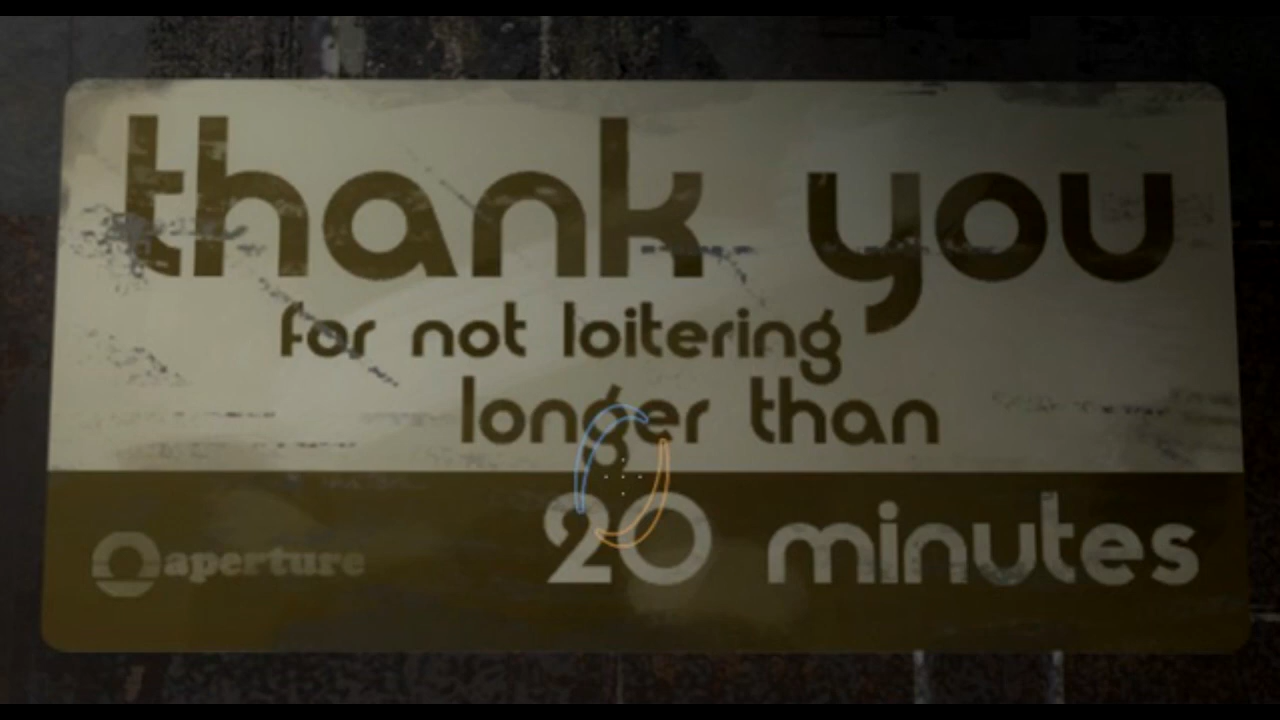 thank you
for not loitering
longer than
20 minutes
aperture